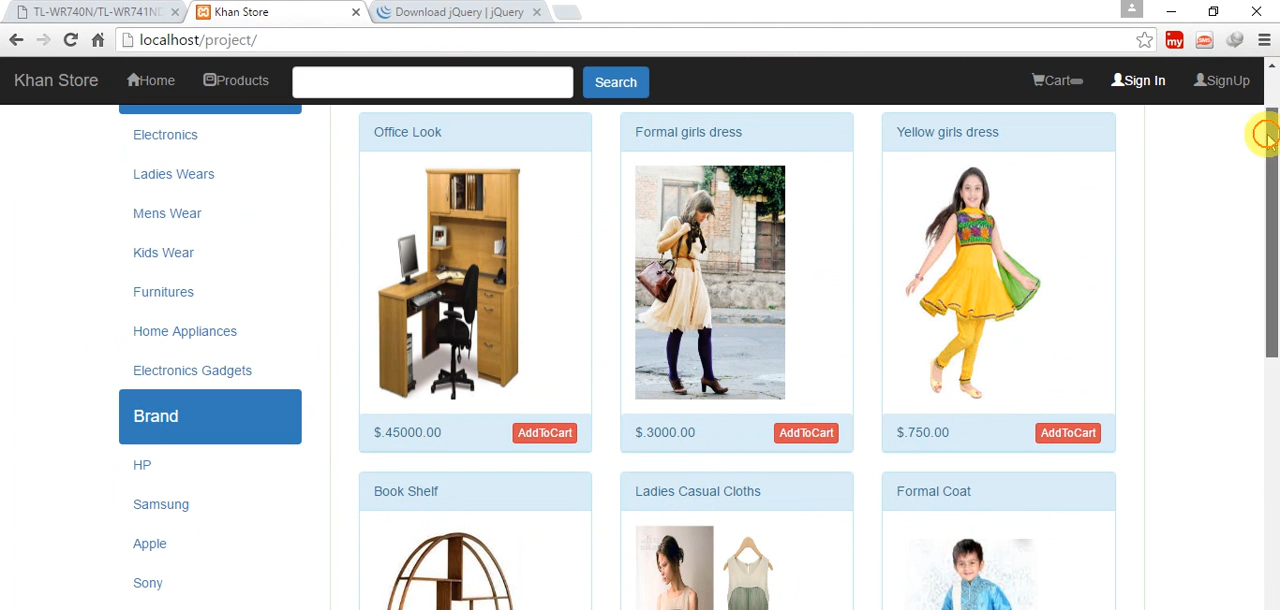 TL-WR740N/TL-WR741ND
Khan Store
Download jQuery | jQuery
localhost/project/
my
SMS
Khan Store
Home
Products
Search
Cart
Sign In
SignUp
Electronics
Ladies Wears
Mens Wear
Kids Wear
Furnitures
Home Appliances
Electronics Gadgets
Brand
HP
Samsung
Apple
Sony
Office Look
$.45000.00
AddToCart
Formal girls dress
$.3000.00
AddToCart
Yellow girls dress
$.750.00
AddToCart
Book Shelf
Ladies Casual Cloths
Formal Coat